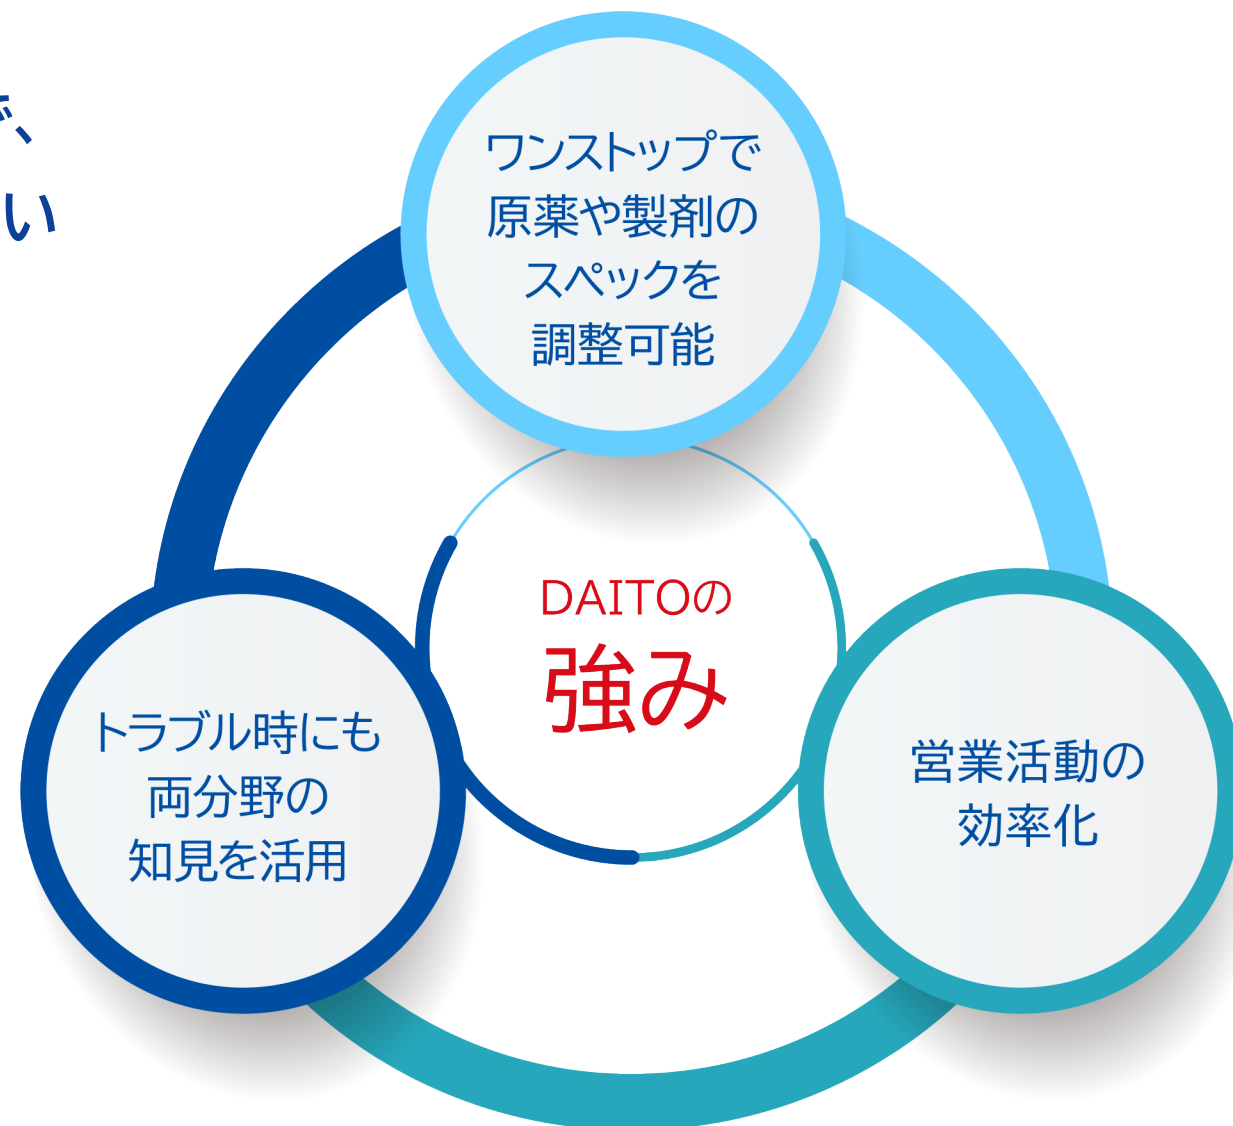 で、
い
ワンストップで
原薬や製剤の
スペックを
調整可能
DAITOの
強み
トラブル時にも
両分野の
知見を活用
営業活動の
効率化